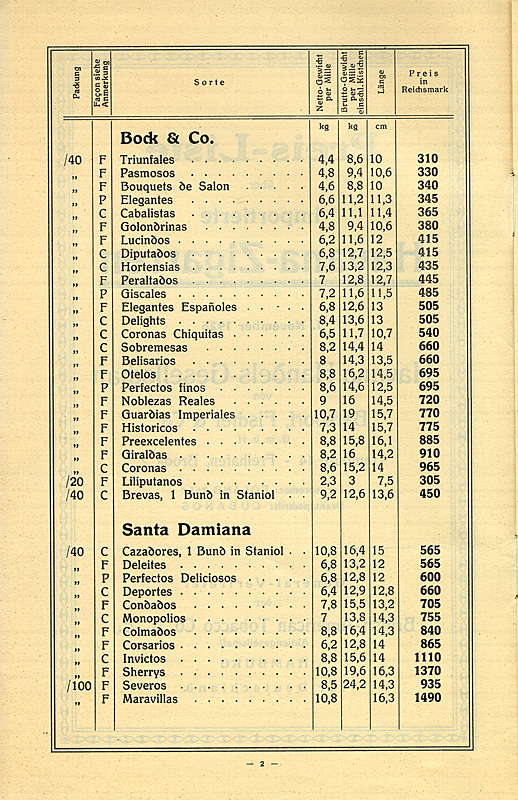 Packung Façon siehe Anmerkung Sorte Netto-Gewicht per Mille Brutto-Gewicht per Mille einschl. Kistchen Länge Preis in Reichsmark
kg kg cm
Bock & Co.
/40 F Triunfales 4,4 8,6 10 310
„ F Pasmosos 4,8 9,4 10,6 330
„ F Bouquets de Salon 4,6 8,8 10 340
„ P Elegantes 6,6 11,2 11,3 345
„ C Cabalistas 6,4 11,1 11,4 365
„ F Golondrinas 4,8 9,4 10,6 380
„ F Lucindos 6,2 11,6 12 415
„ C Diputados 6,8 12,7 12,5 415
„ C Hortensias 7,6 13,2 12,3 435
„ F Peraltados 7 12,8 12,7 445
„ P Giscales 7,2 11,6 11,5 485
„ F Elegantes Españoles 6,8 12,6 13 505
„ C Delights 8,4 13,6 13 505
„ C Coronas Chiquitas 6,5 11,7 10,7 540
„ C Sobremesas 8,2 14,4 14 660
„ F Belisarios 8 14,3 13,5 660
„ F Otelos 8,8 16,2 14,5 695
„ P Perfectos finos 8,6 14,6 12,5 695
„ F Noblezas Reales 9 16 14,5 720
„ F Guardias Imperiales 10,7 19 15,7 770
„ F Historicos 7,3 14 15,7 775
„ F Preexcelentes 8,8 15,8 16,1 885
„ F Giraldas 8,2 16 14,2 910
„ C Coronas 8,6 15,2 14 965
/20 F Liliputanos 2,3 3 7,5 305
/40 C Brevas, 1 Bund in Staniol 9,2 12,6 13,6 450
Santa Damiana
/40 C Cazadores, 1 Bund in Staniol 10,8 16,4 15 565
„ F Deleites 6,8 13,2 12 565
„ P Perfectos Deliciosos 6,8 12,8 12 600
„ C Deportes 6,4 12,9 12,8 660
„ F Condados 7,8 15,5 13,2 705
„ C Monopolios 7 13,8 14,3 755
„ F Colmados 8,8 16,4 14,3 840
„ F Corsarios 6,2 12,8 14 865
„ C Invictos 8,8 15,6 14 1110
„ F Sherrys 10,8 19,6 16,3 1370
/100 F Severos 8,5 24,2 14,3 935
„ F Maravillas 10,8 16,3 1490
— 2 —